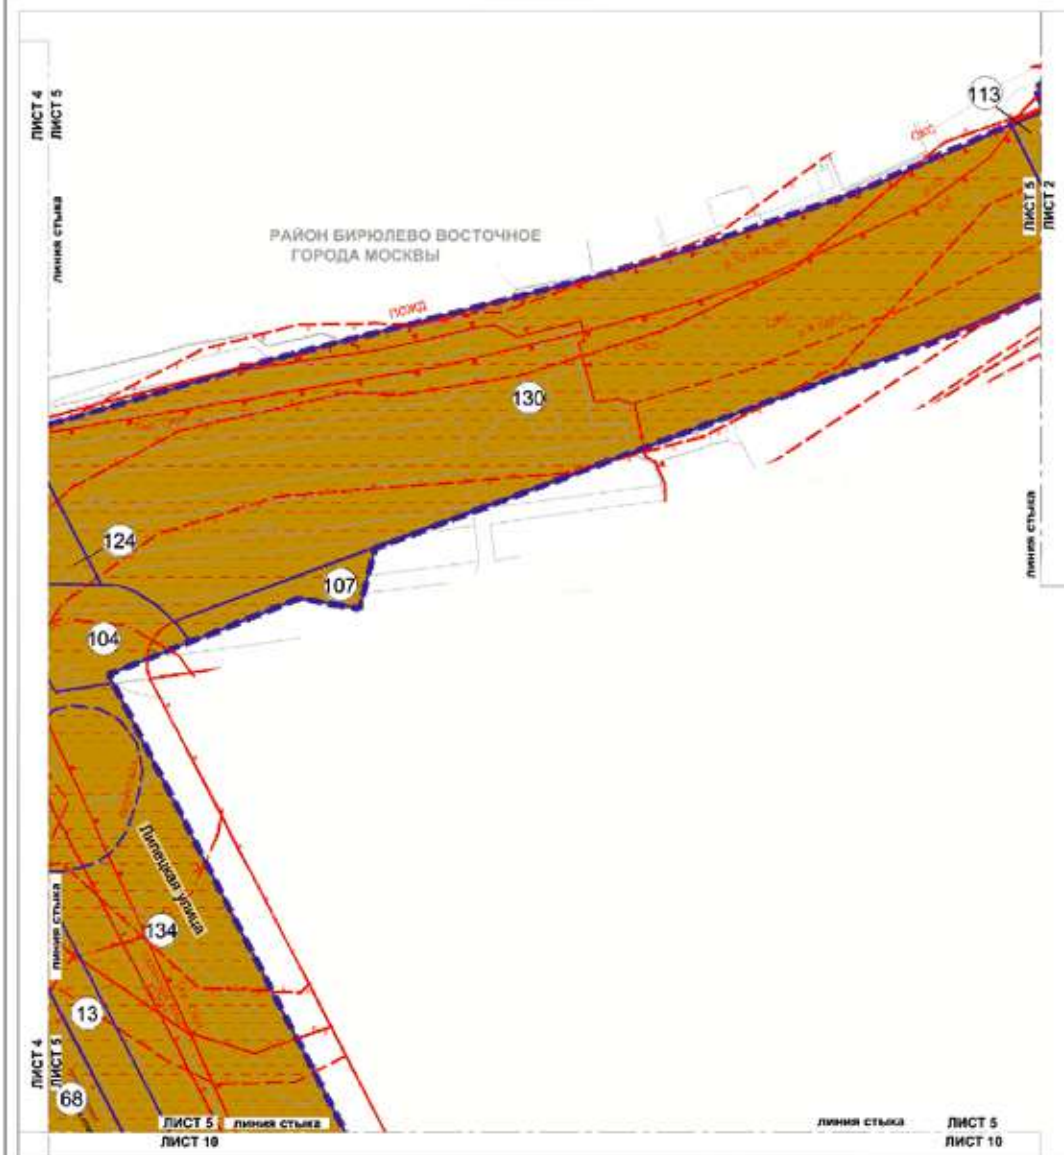 113
ЛИСТ 4
ЛИСТ 5
ПОЖД
ЛИСТ 5
ЛИСТ 2
линия стыка
РАЙОН БИРЮЛЕВО ВОСТОЧНОЕ
ГОРОДА МОСКВЫ
ПОЖД
130
линия стыка
124
107
104
Липецкая улица
линия стыка
134
13
ЛИСТ 4
ЛИСТ 5
68
ЛИСТ 5 линия стыка
линия стыка ЛИСТ 5
ЛИСТ 10
ЛИСТ 10